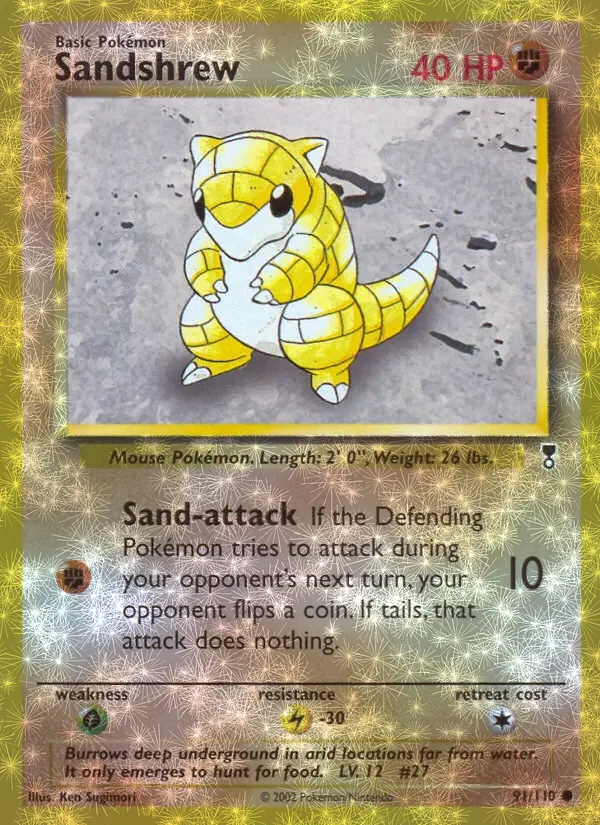 Basic Pokémon
Sandshrew 40 HP
Mouse Pokémon. Length: 2' 0", Weight: 26 lbs.
Sand-attack If the Defending
Pokémon tries to attack during
your opponent's next turn, your 10
opponent flips a coin. If tails, that
attack does nothing.
weakness resistance retreat cost
-30
Burrows deep underground in arid locations far from water.
It only emerges to hunt for food. LV. 12 #27
Illus. Ken Sugimori © 2002 Pokémon/Nintendo 91/110